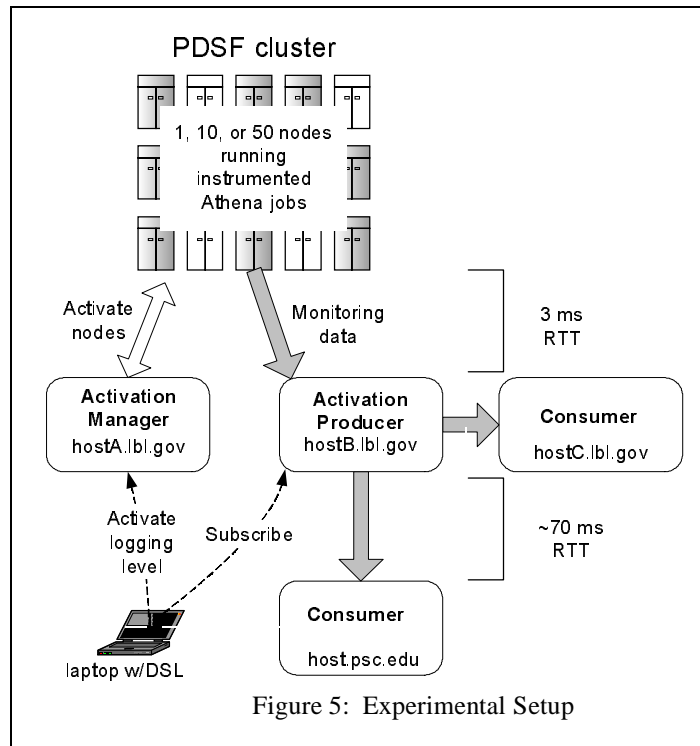 PDSF cluster
1, 10, or 50 nodes
running
instrumented
Athena jobs
Activate
nodes
Monitoring
data
3 ms
RTT
Activation
Manager
hostA.lbl.gov
Activation
Producer
hostB.lbl.gov
Consumer
hostC.lbl.gov
Activate
logging
level
Subscribe
~70 ms
RTT
Consumer
host.psc.edu
laptop w/DSL
Figure 5: Experimental Setup